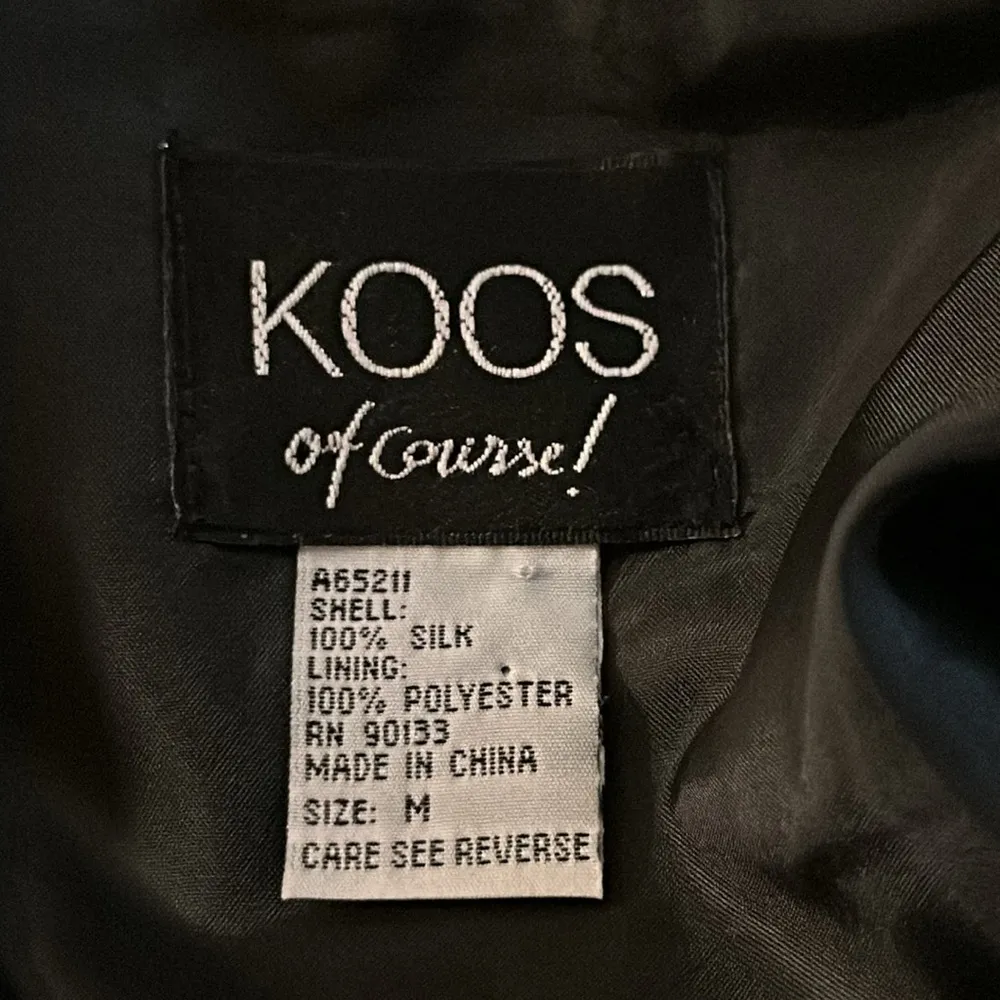 KOOS
of course!
A65211
SHELL:
100% SILK
LINING:
100% POLYESTER
RN 90133
MADE IN CHINA
SIZE: M
CARE SEE REVERSE